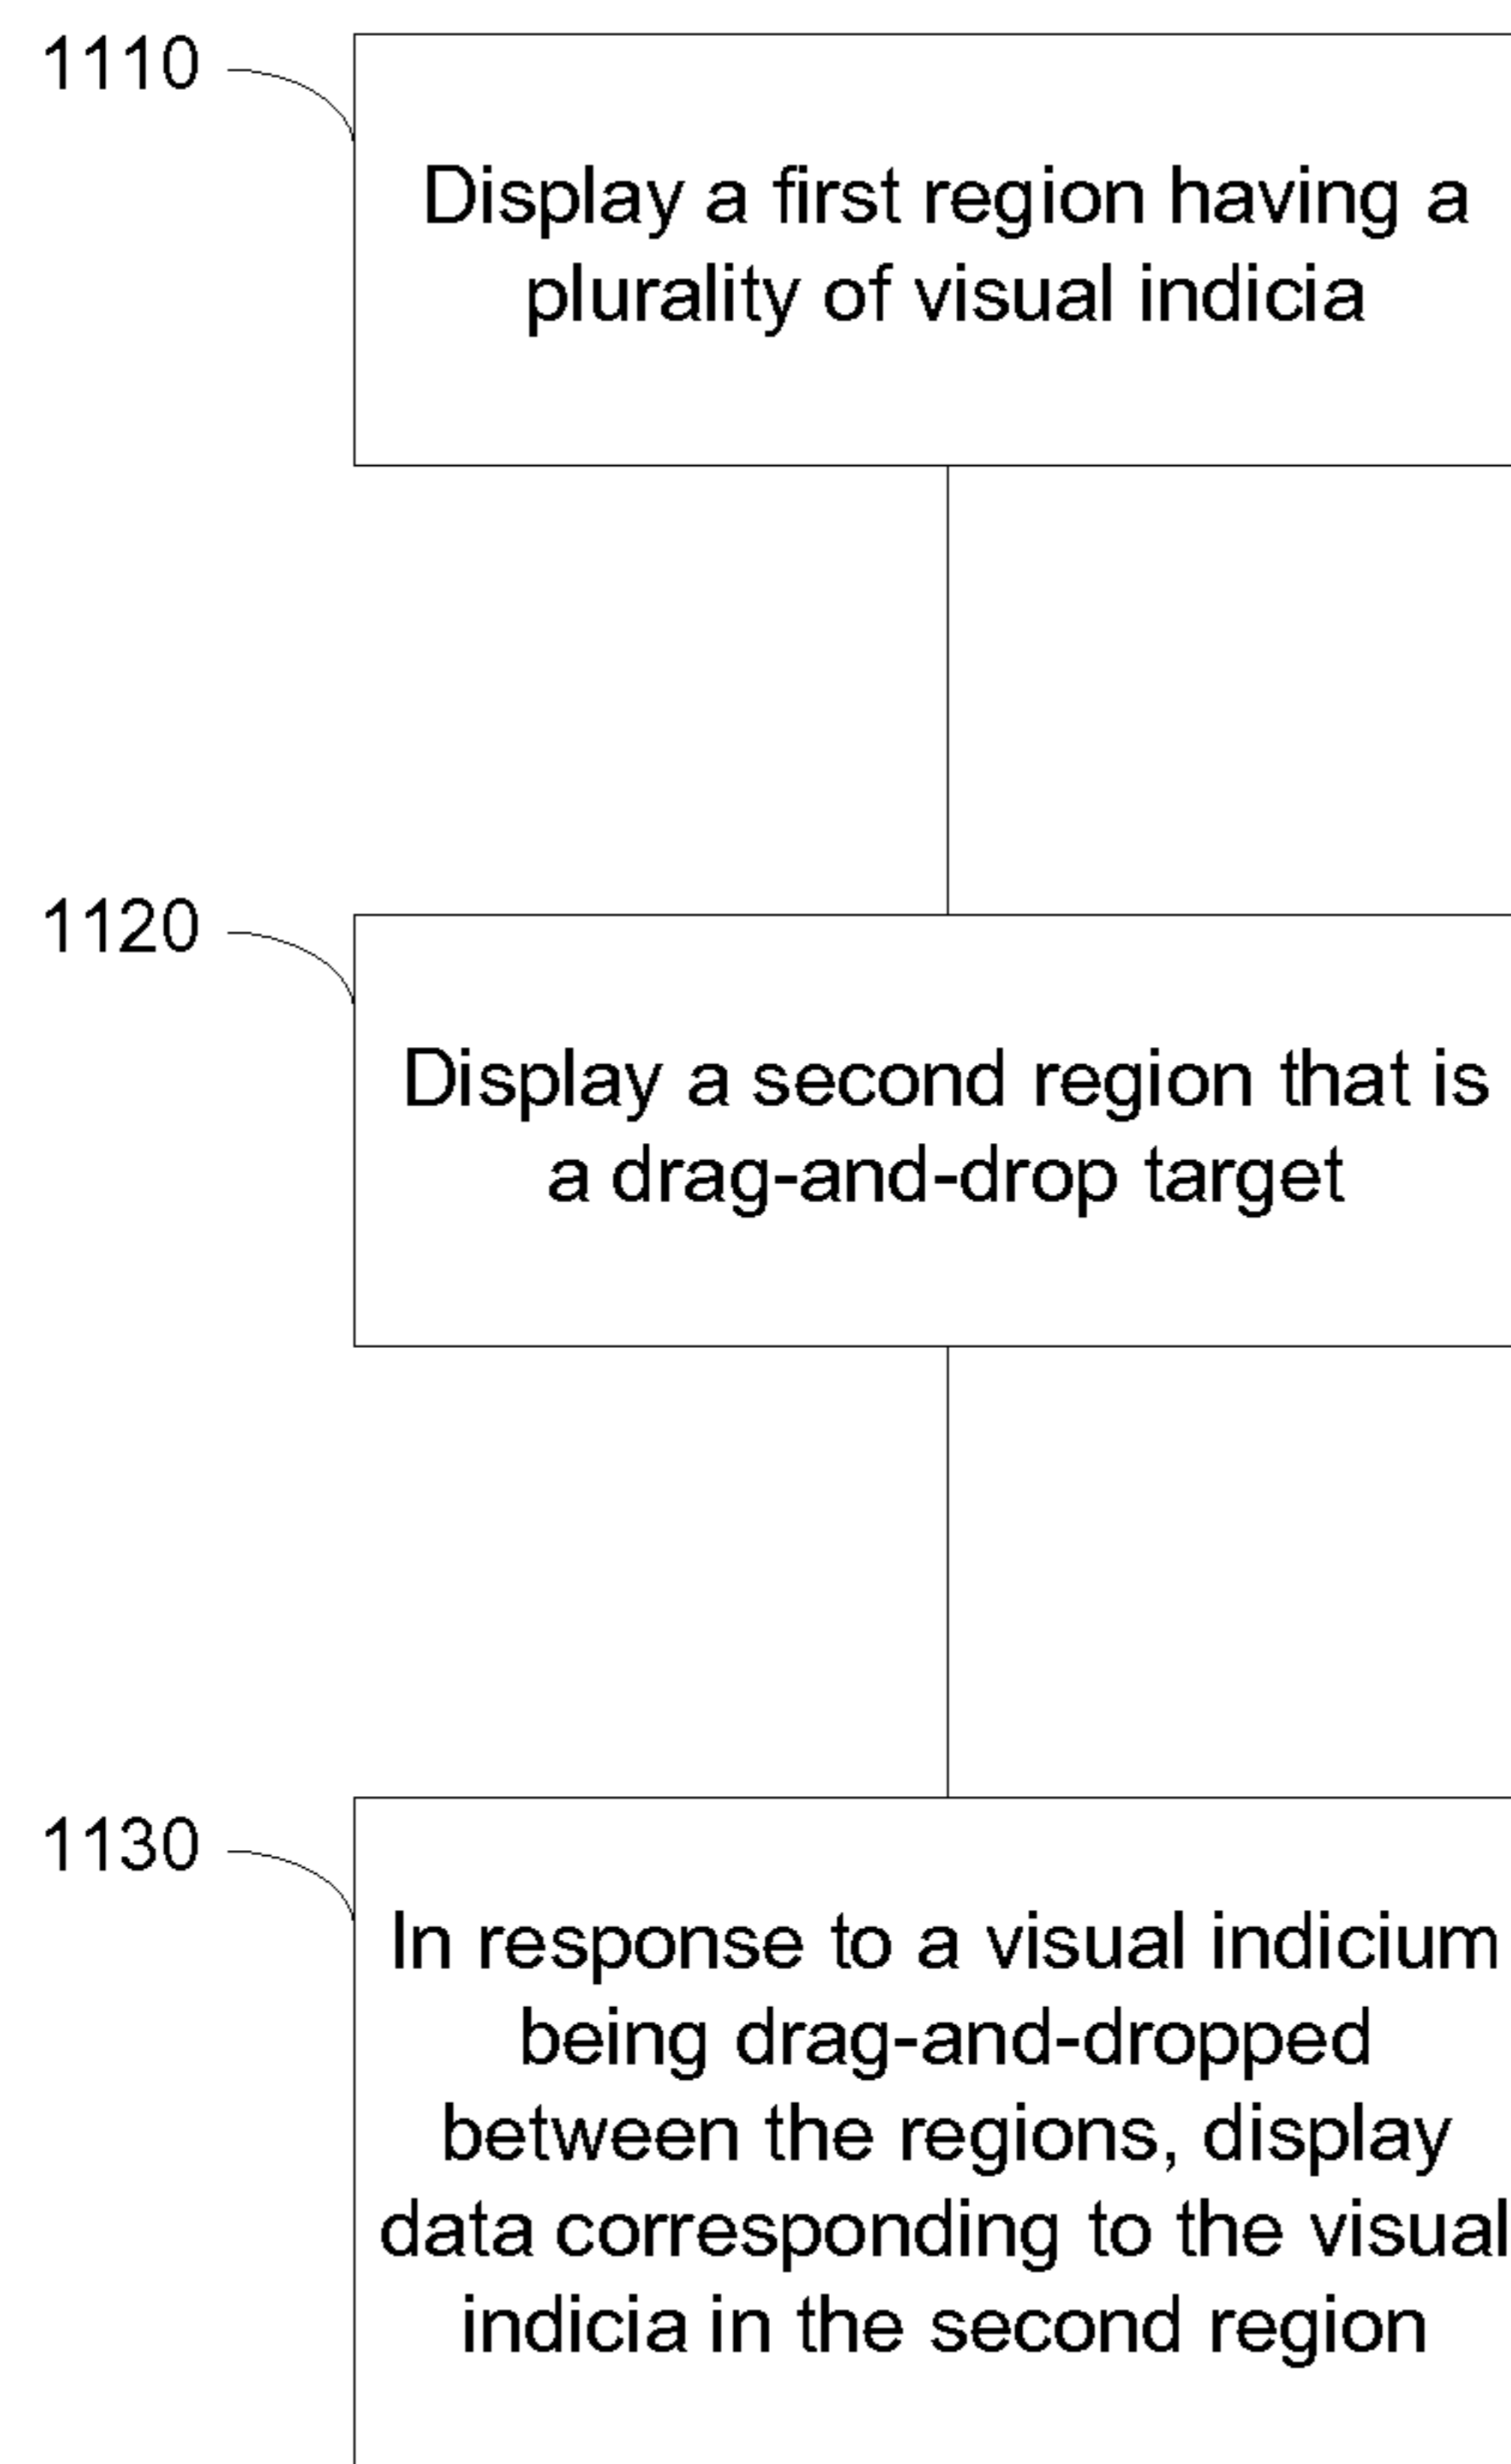 1110
Display a first region having a
plurality of visual indicia
1120
Display a second region that is
a drag-and-drop target
1130
In response to a visual indicium
being drag-and-dropped
between the regions, display
data corresponding to the visual
indicia in the second region